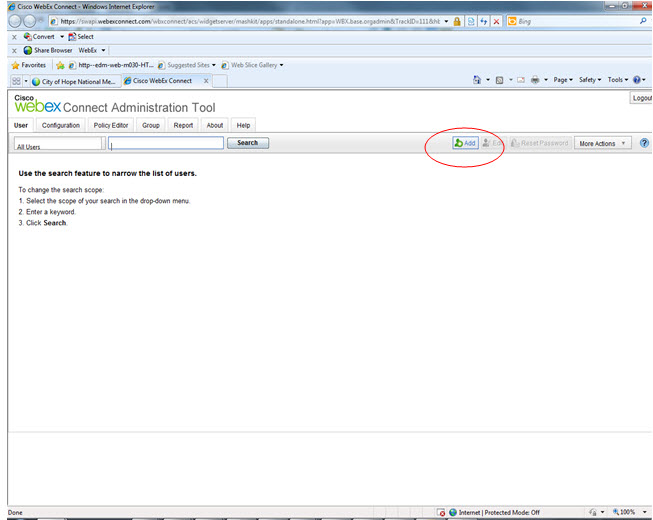 Cisco WebEx Connect - Windows Internet Explorer
https://swapi.webexconnect.com/wbxconnect/acs/widgetserver/mashkit/apps/standalone.html?app=WBX.base.orgadmin&TrackID=111&hb
Bing
x Convert Select
x Share Browser WebEx
Favorites http--edm-web-m030-HT... Suggested Sites Web Slice Gallery
City of Hope National Me... Cisco WebEx Connect X
Page Safety Tools
Cisco
webex Connect Administration Tool
Logout
User Configuration Policy Editor Group Report About Help
All Users Search Add Edit Reset Password More Actions ?
Use the search feature to narrow the list of users.
To change the search scope:
1. Select the scope of your search in the drop-down menu.
2. Enter a keyword.
3. Click Search.
Done Internet | Protected Mode: Off 100%